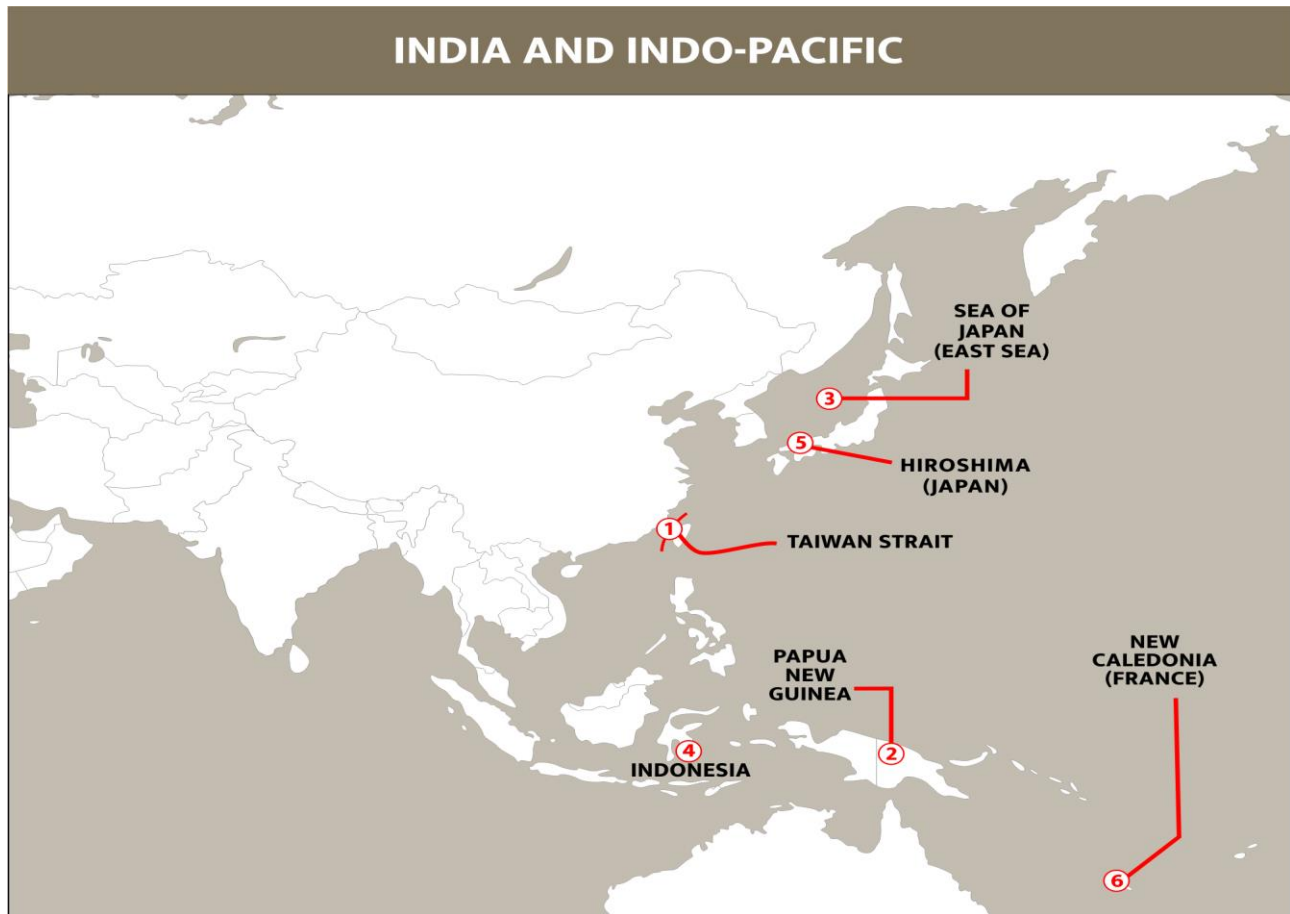 INDIA AND INDO-PACIFIC
SEA OF
JAPAN
(EAST SEA)
3
5
HIROSHIMA
(JAPAN)
1
TAIWAN STRAIT
PAPUA
NEW
GUINEA
NEW
CALEDONIA
(FRANCE)
4
2
INDONESIA
6